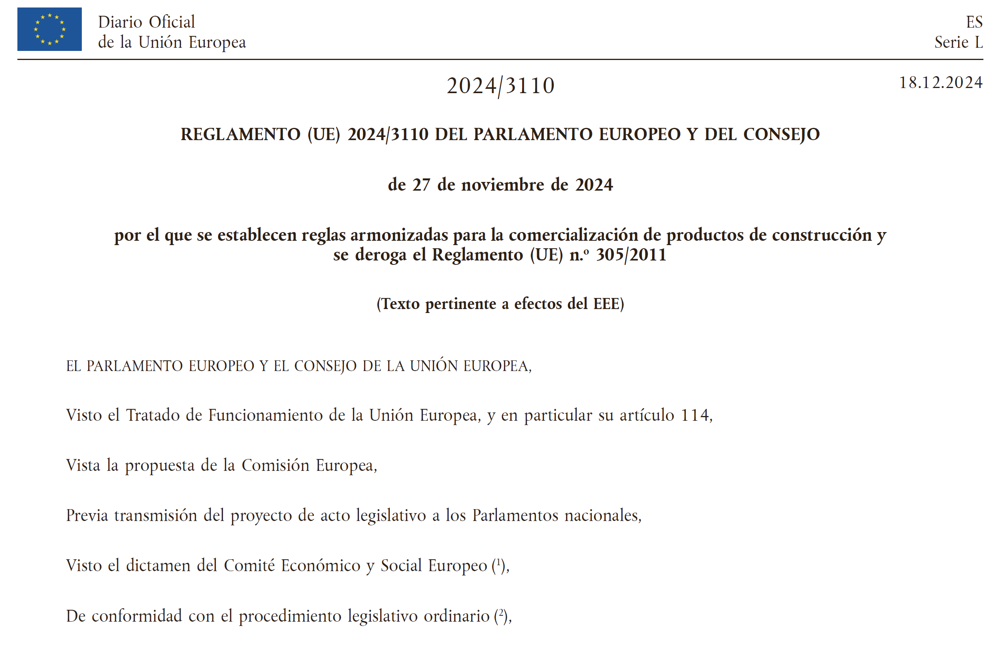 Diario Oficial
de la Unión Europea
ES
Serie L
2024/3110
18.12.2024
REGLAMENTO (UE) 2024/3110 DEL PARLAMENTO EUROPEO Y DEL CONSEJO
de 27 de noviembre de 2024
por el que se establecen reglas armonizadas para la comercialización de productos de construcción y
se deroga el Reglamento (UE) n.º 305/2011
(Texto pertinente a efectos del EEE)
EL PARLAMENTO EUROPEO Y EL CONSEJO DE LA UNIÓN EUROPEA,
Visto el Tratado de Funcionamiento de la Unión Europea, y en particular su artículo 114,
Vista la propuesta de la Comisión Europea,
Previa transmisión del proyecto de acto legislativo a los Parlamentos nacionales,
Visto el dictamen del Comité Económico y Social Europeo (¹),
De conformidad con el procedimiento legislativo ordinario (²),